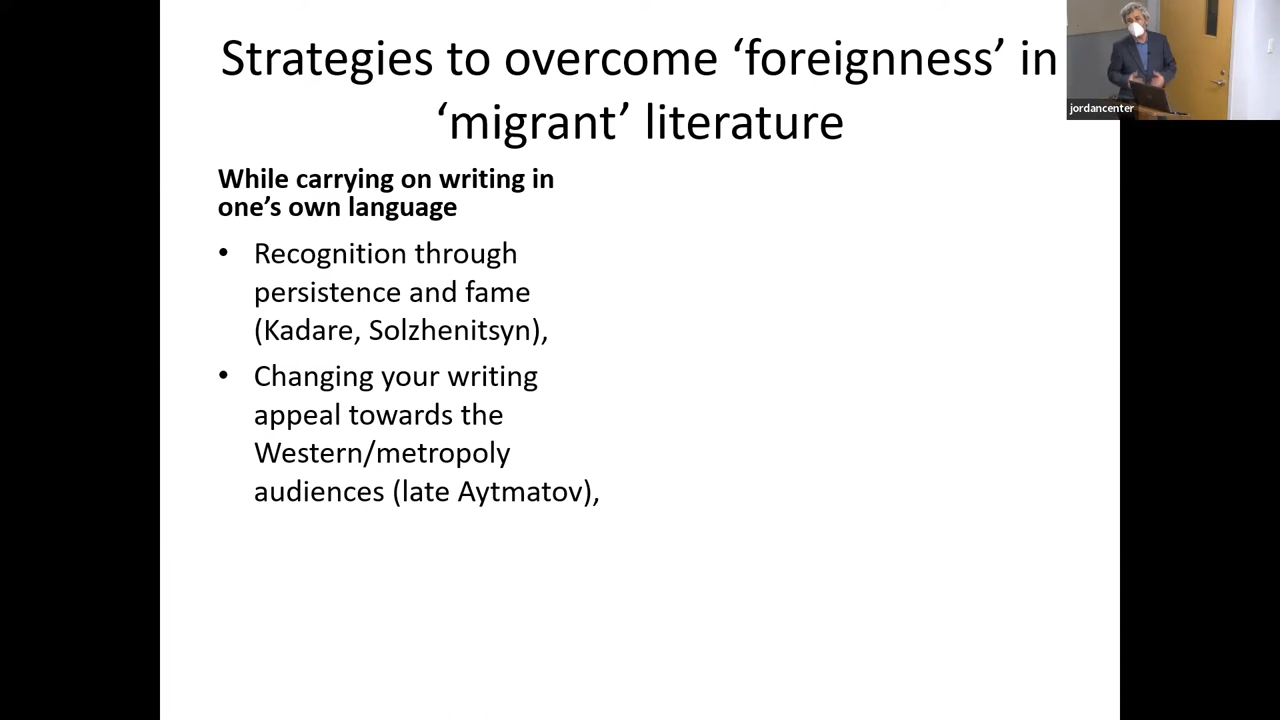 Strategies to overcome ‘foreignness’ in
‘migrant’ literature
jordancenter
While carrying on writing in
one’s own language
• Recognition through
persistence and fame
(Kadare, Solzhenitsyn),
• Changing your writing
appeal towards the
Western/metropoly
audiences (late Aytmatov),